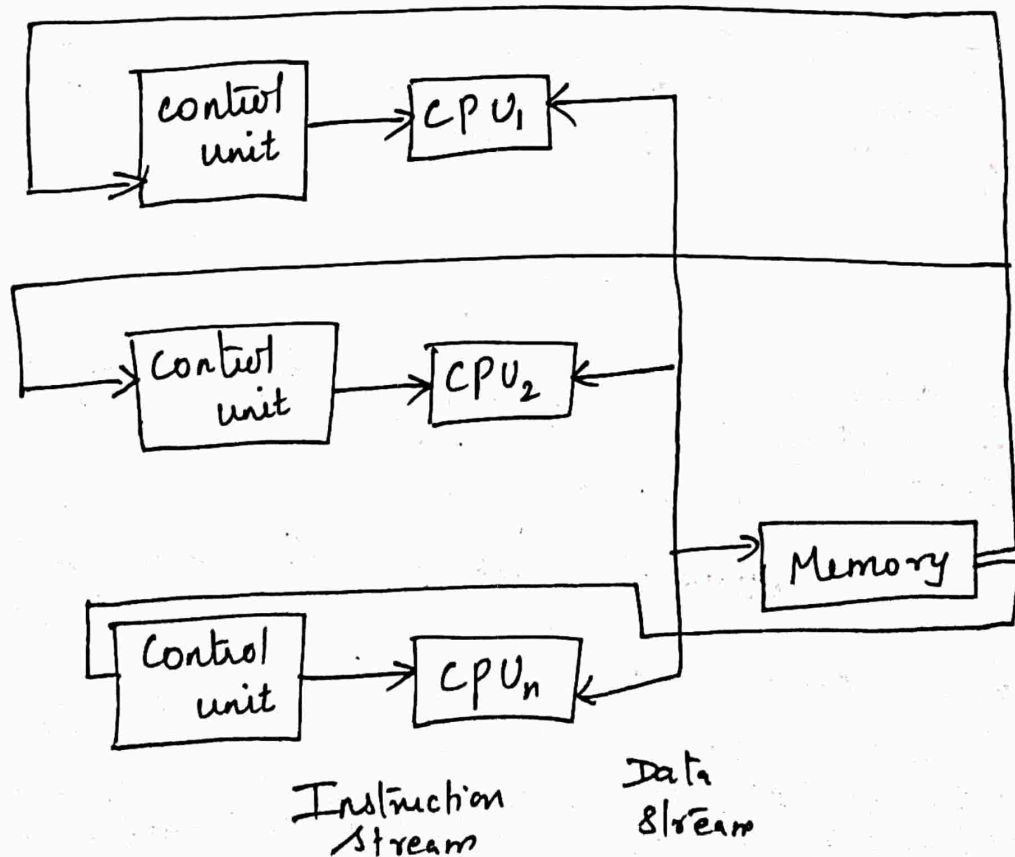 control
unit
CPU₁
Control
unit
CPU₂
Memory
Control
unit
CPUₙ
Instruction
stream
Data
stream